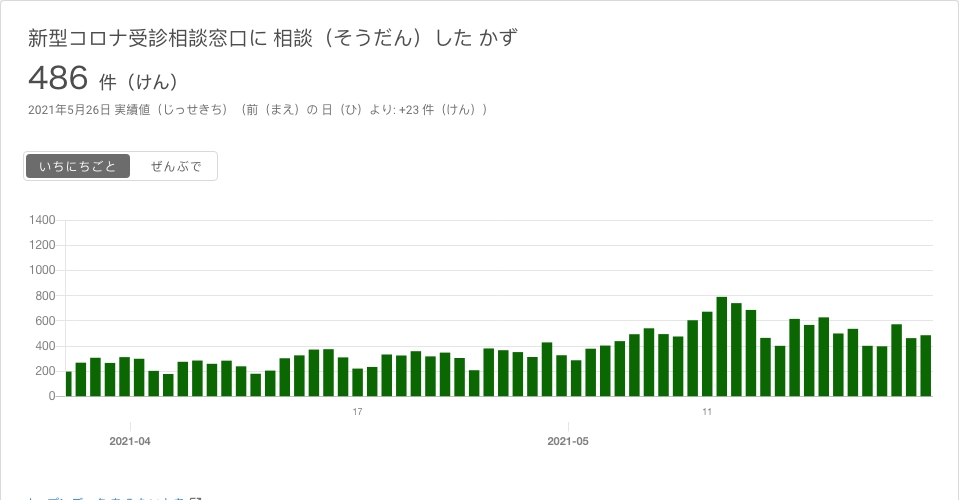 新型コロナ受診相談窓口に 相談（そうだん）した かず
486 件（けん）
2021年5月26日 実績値（じっせきち）（前（まえ）の 日（ひ）より: +23 件（けん））
いちにちごと ぜんぶで
1400
1200
1000
800
600
400
200
0
17 11
2021-04 2021-05